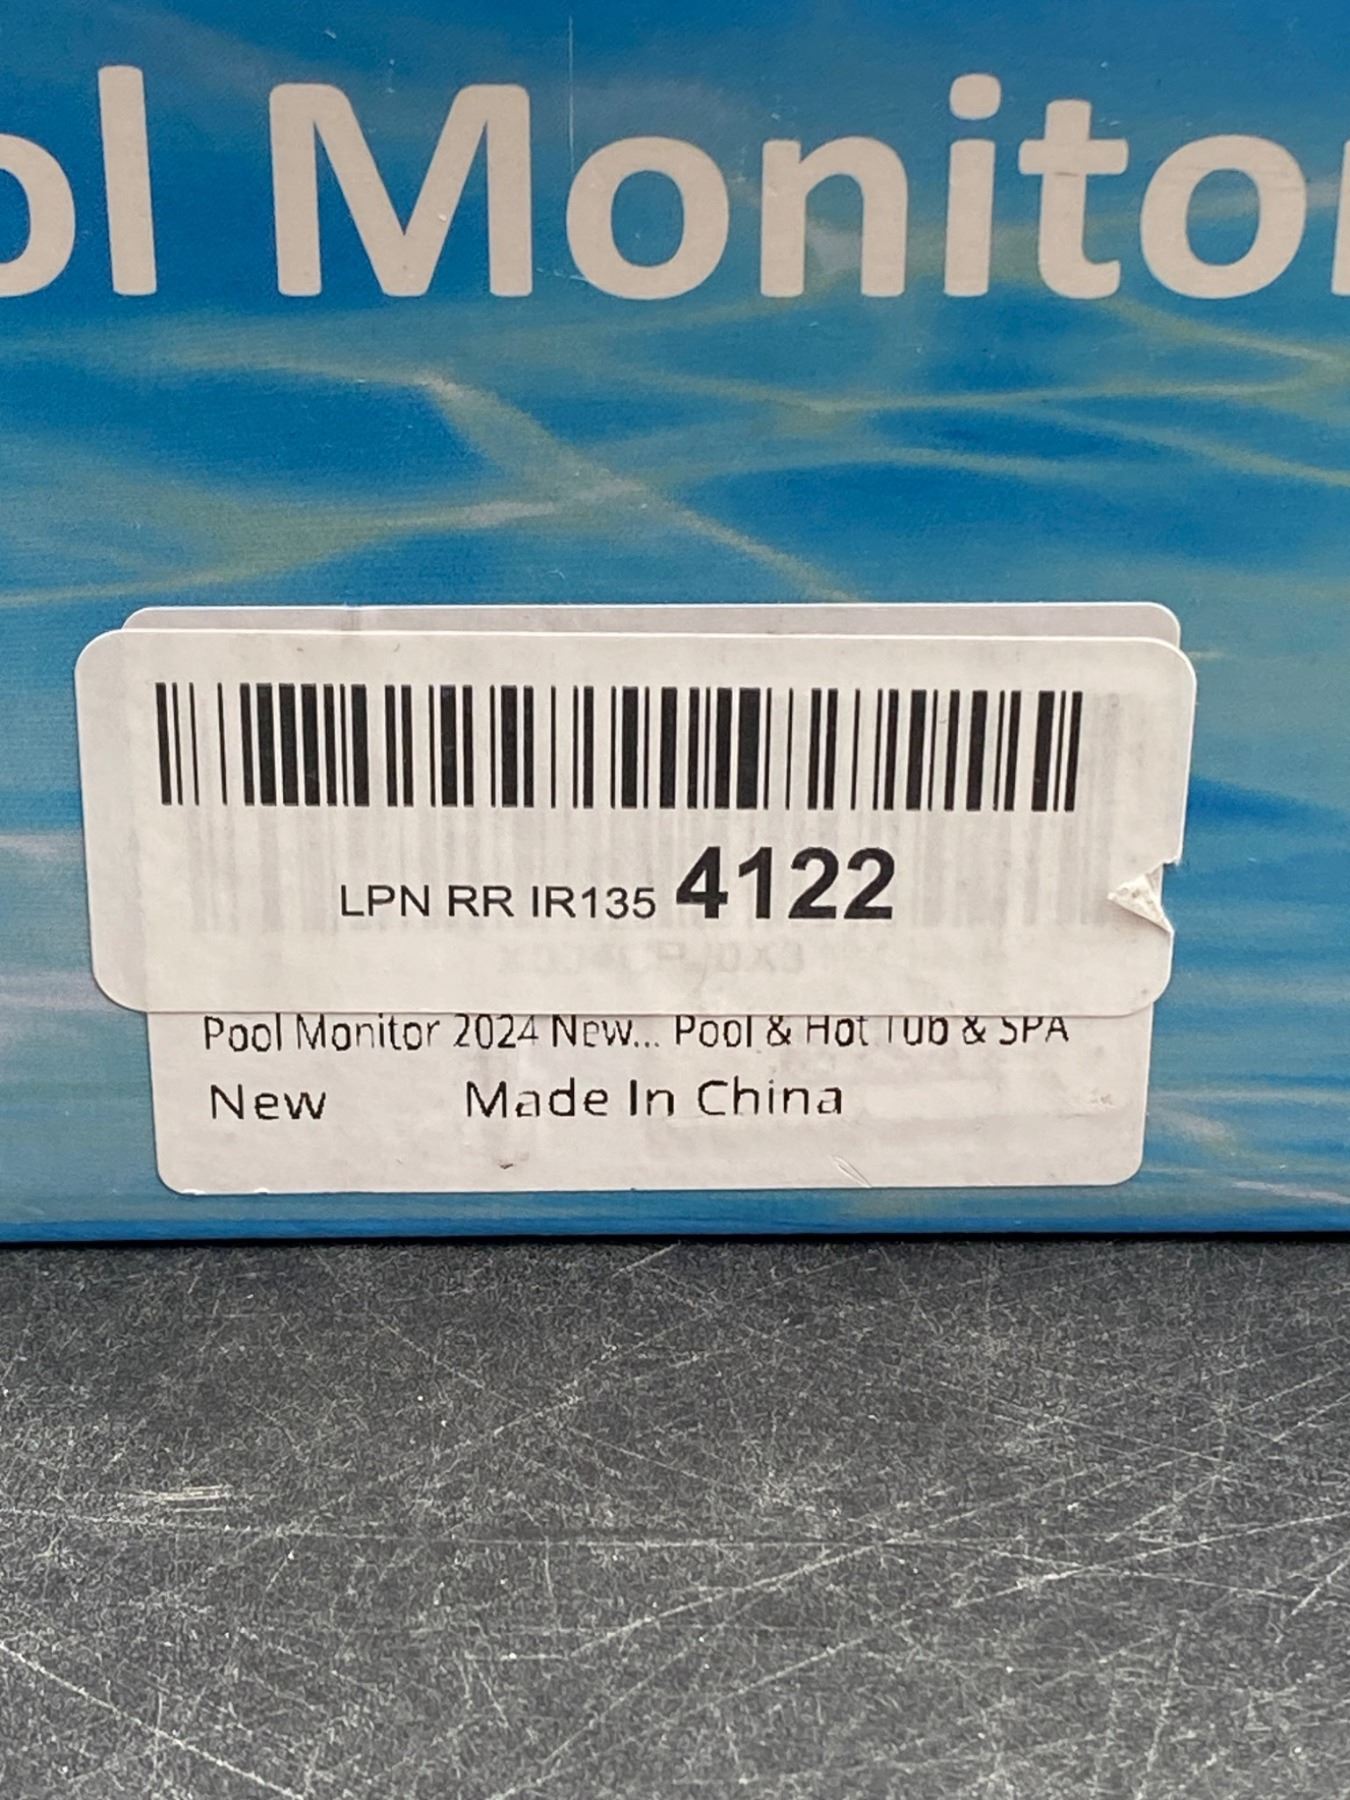 ol Monitor
LPN RR IR135 4122
Pool Monitor 2024 New... Pool & Hot Tub & SPA
New Made In China